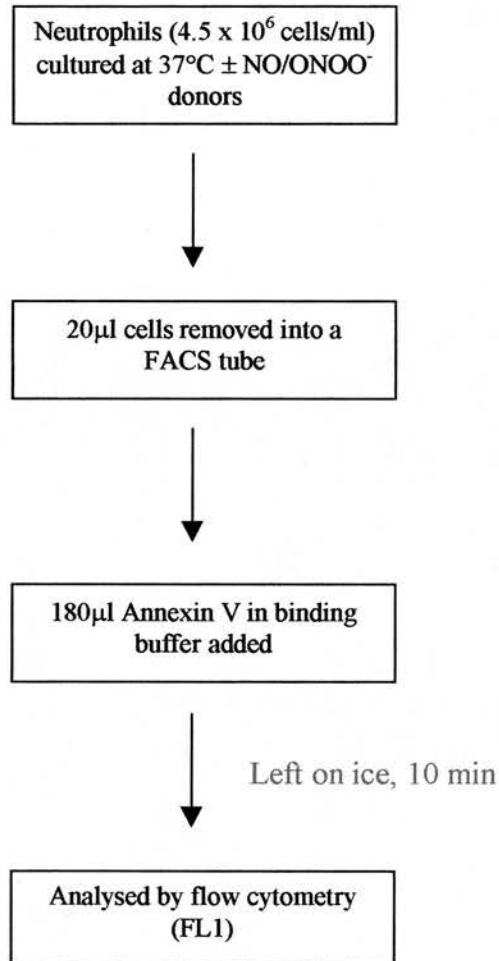 Neutrophils (4.5 x 10⁶ cells/ml)
cultured at 37°C ± NO/ONOO⁻
donors
20µl cells removed into a
FACS tube
180µl Annexin V in binding
buffer added
Left on ice, 10 min
Analysed by flow cytometry
(FL1)